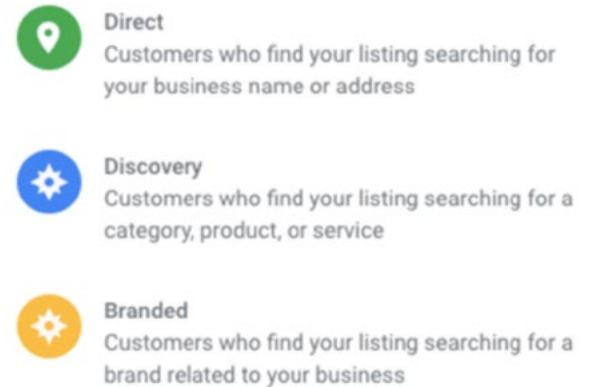 Direct
Customers who find your listing searching for
your business name or address
Discovery
Customers who find your listing searching for a
category, product, or service
Branded
Customers who find your listing searching for a
brand related to your business